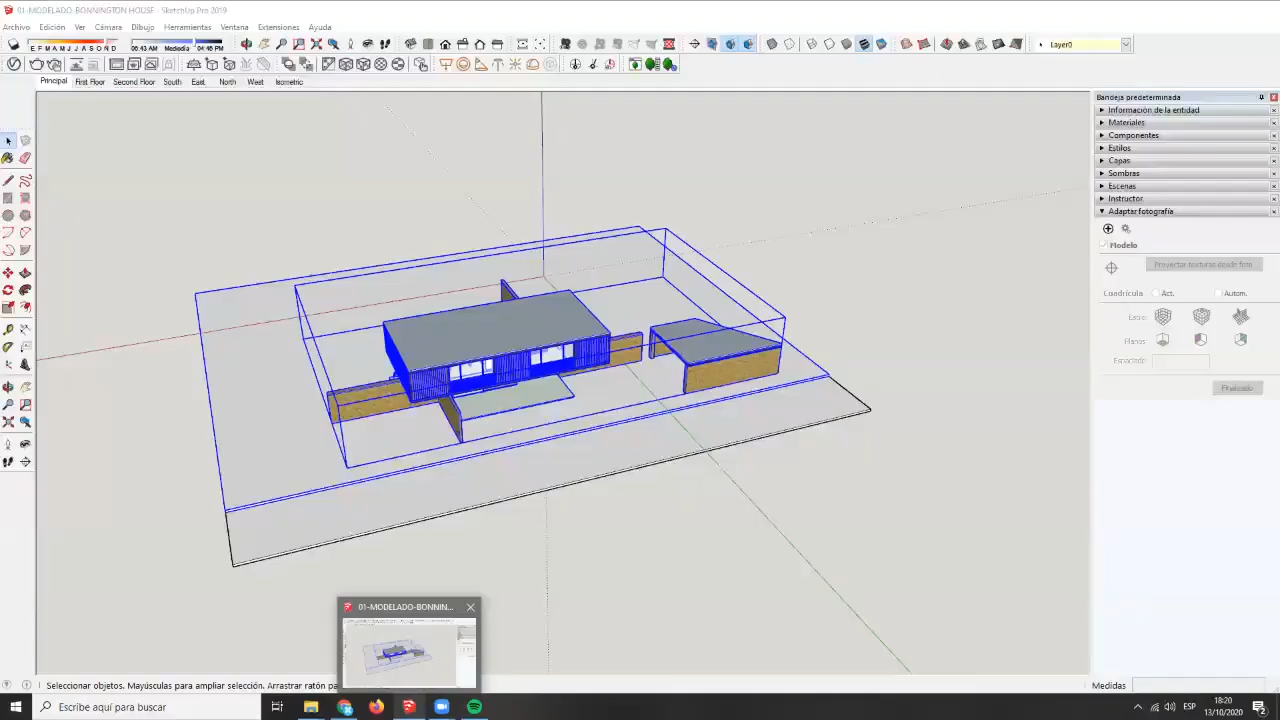 01-MODELADO-BONNINGTON HOUSE - SketchUp Pro 2019
Archivo Edición Ver Cámara Dibujo Herramientas Ventana Extensiones Ayuda
E F M A M J J A S O N D 06:43 AM Mediodía 04:46 PM
Layer0
Principal First Floor Second Floor South East North West Isometric
Bandeja predeterminada
Información de la entidad
Materiales
Componentes
Estilos
Capas
Sombras
Escenas
Instructor
Adaptar fotografía
Modelo
Proyectar texturas desde foto
Cuadrícula Act. Autom.
Estilo:
Planos
Espaciado
Finalizado
01-MODELADO-BONNIN...
Seleccionar objetos. Mayúsculas para ampliar selección. Arrastrar ratón pa
Medidas
Escribe aquí para buscar
ESP
18:20
13/10/2020
2